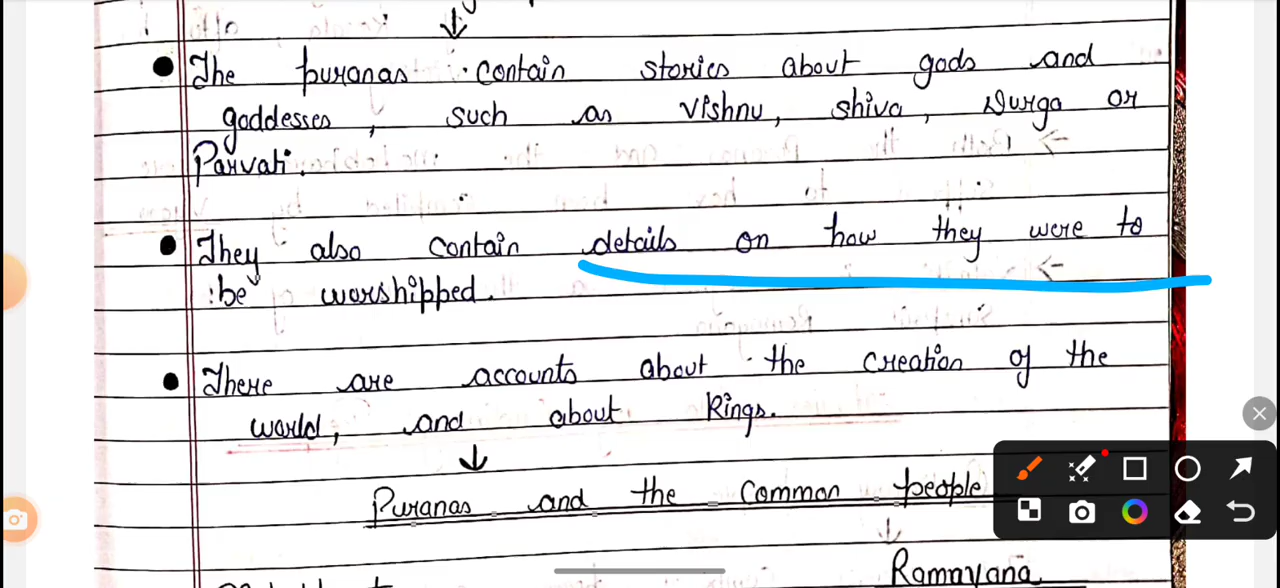 • The puranas contain stories about gods and
goddesses, such as Vishnu, Shiva, Durga or
Parvati.
• They also contain details on how they were to
be worshipped.
• There are accounts about the creation of the
world, and about Kings.
Puranas and the common people
Ramayana